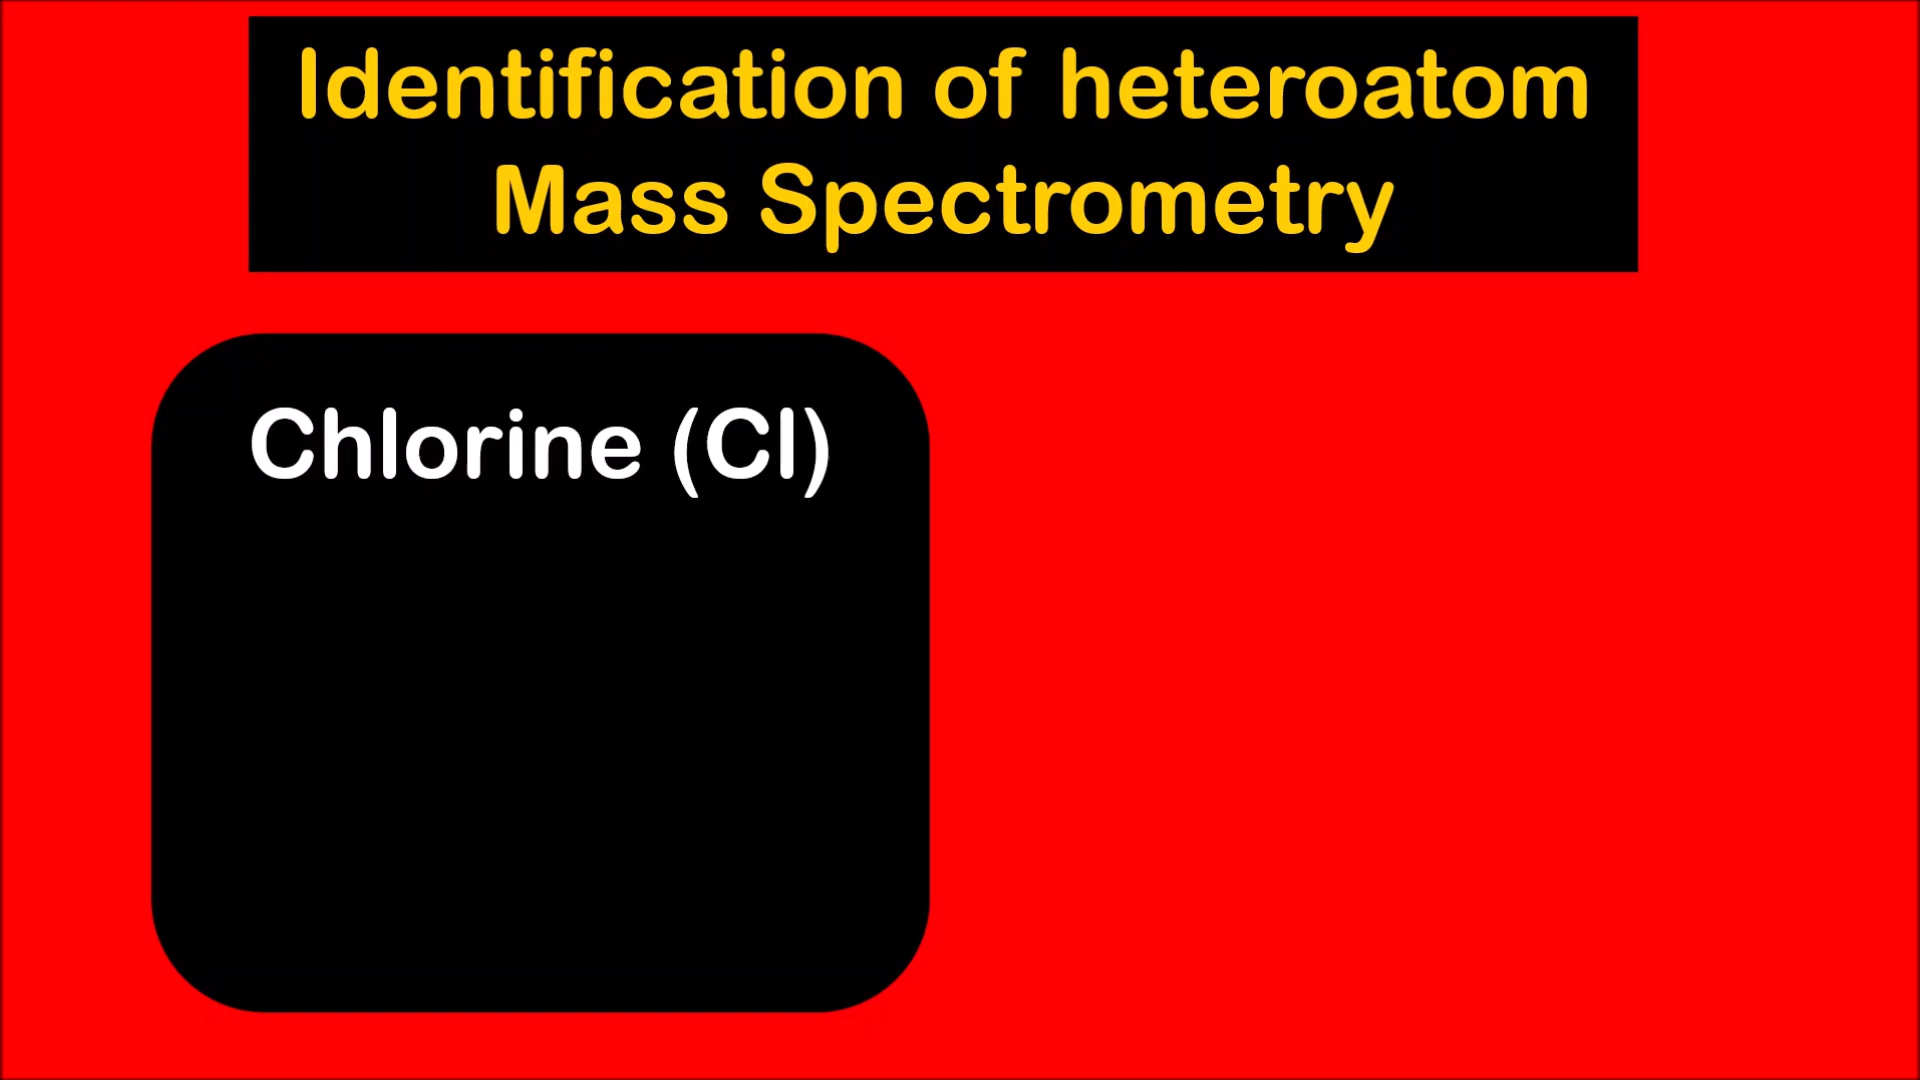 Identification of heteroatom
Mass Spectrometry
Chlorine (Cl)